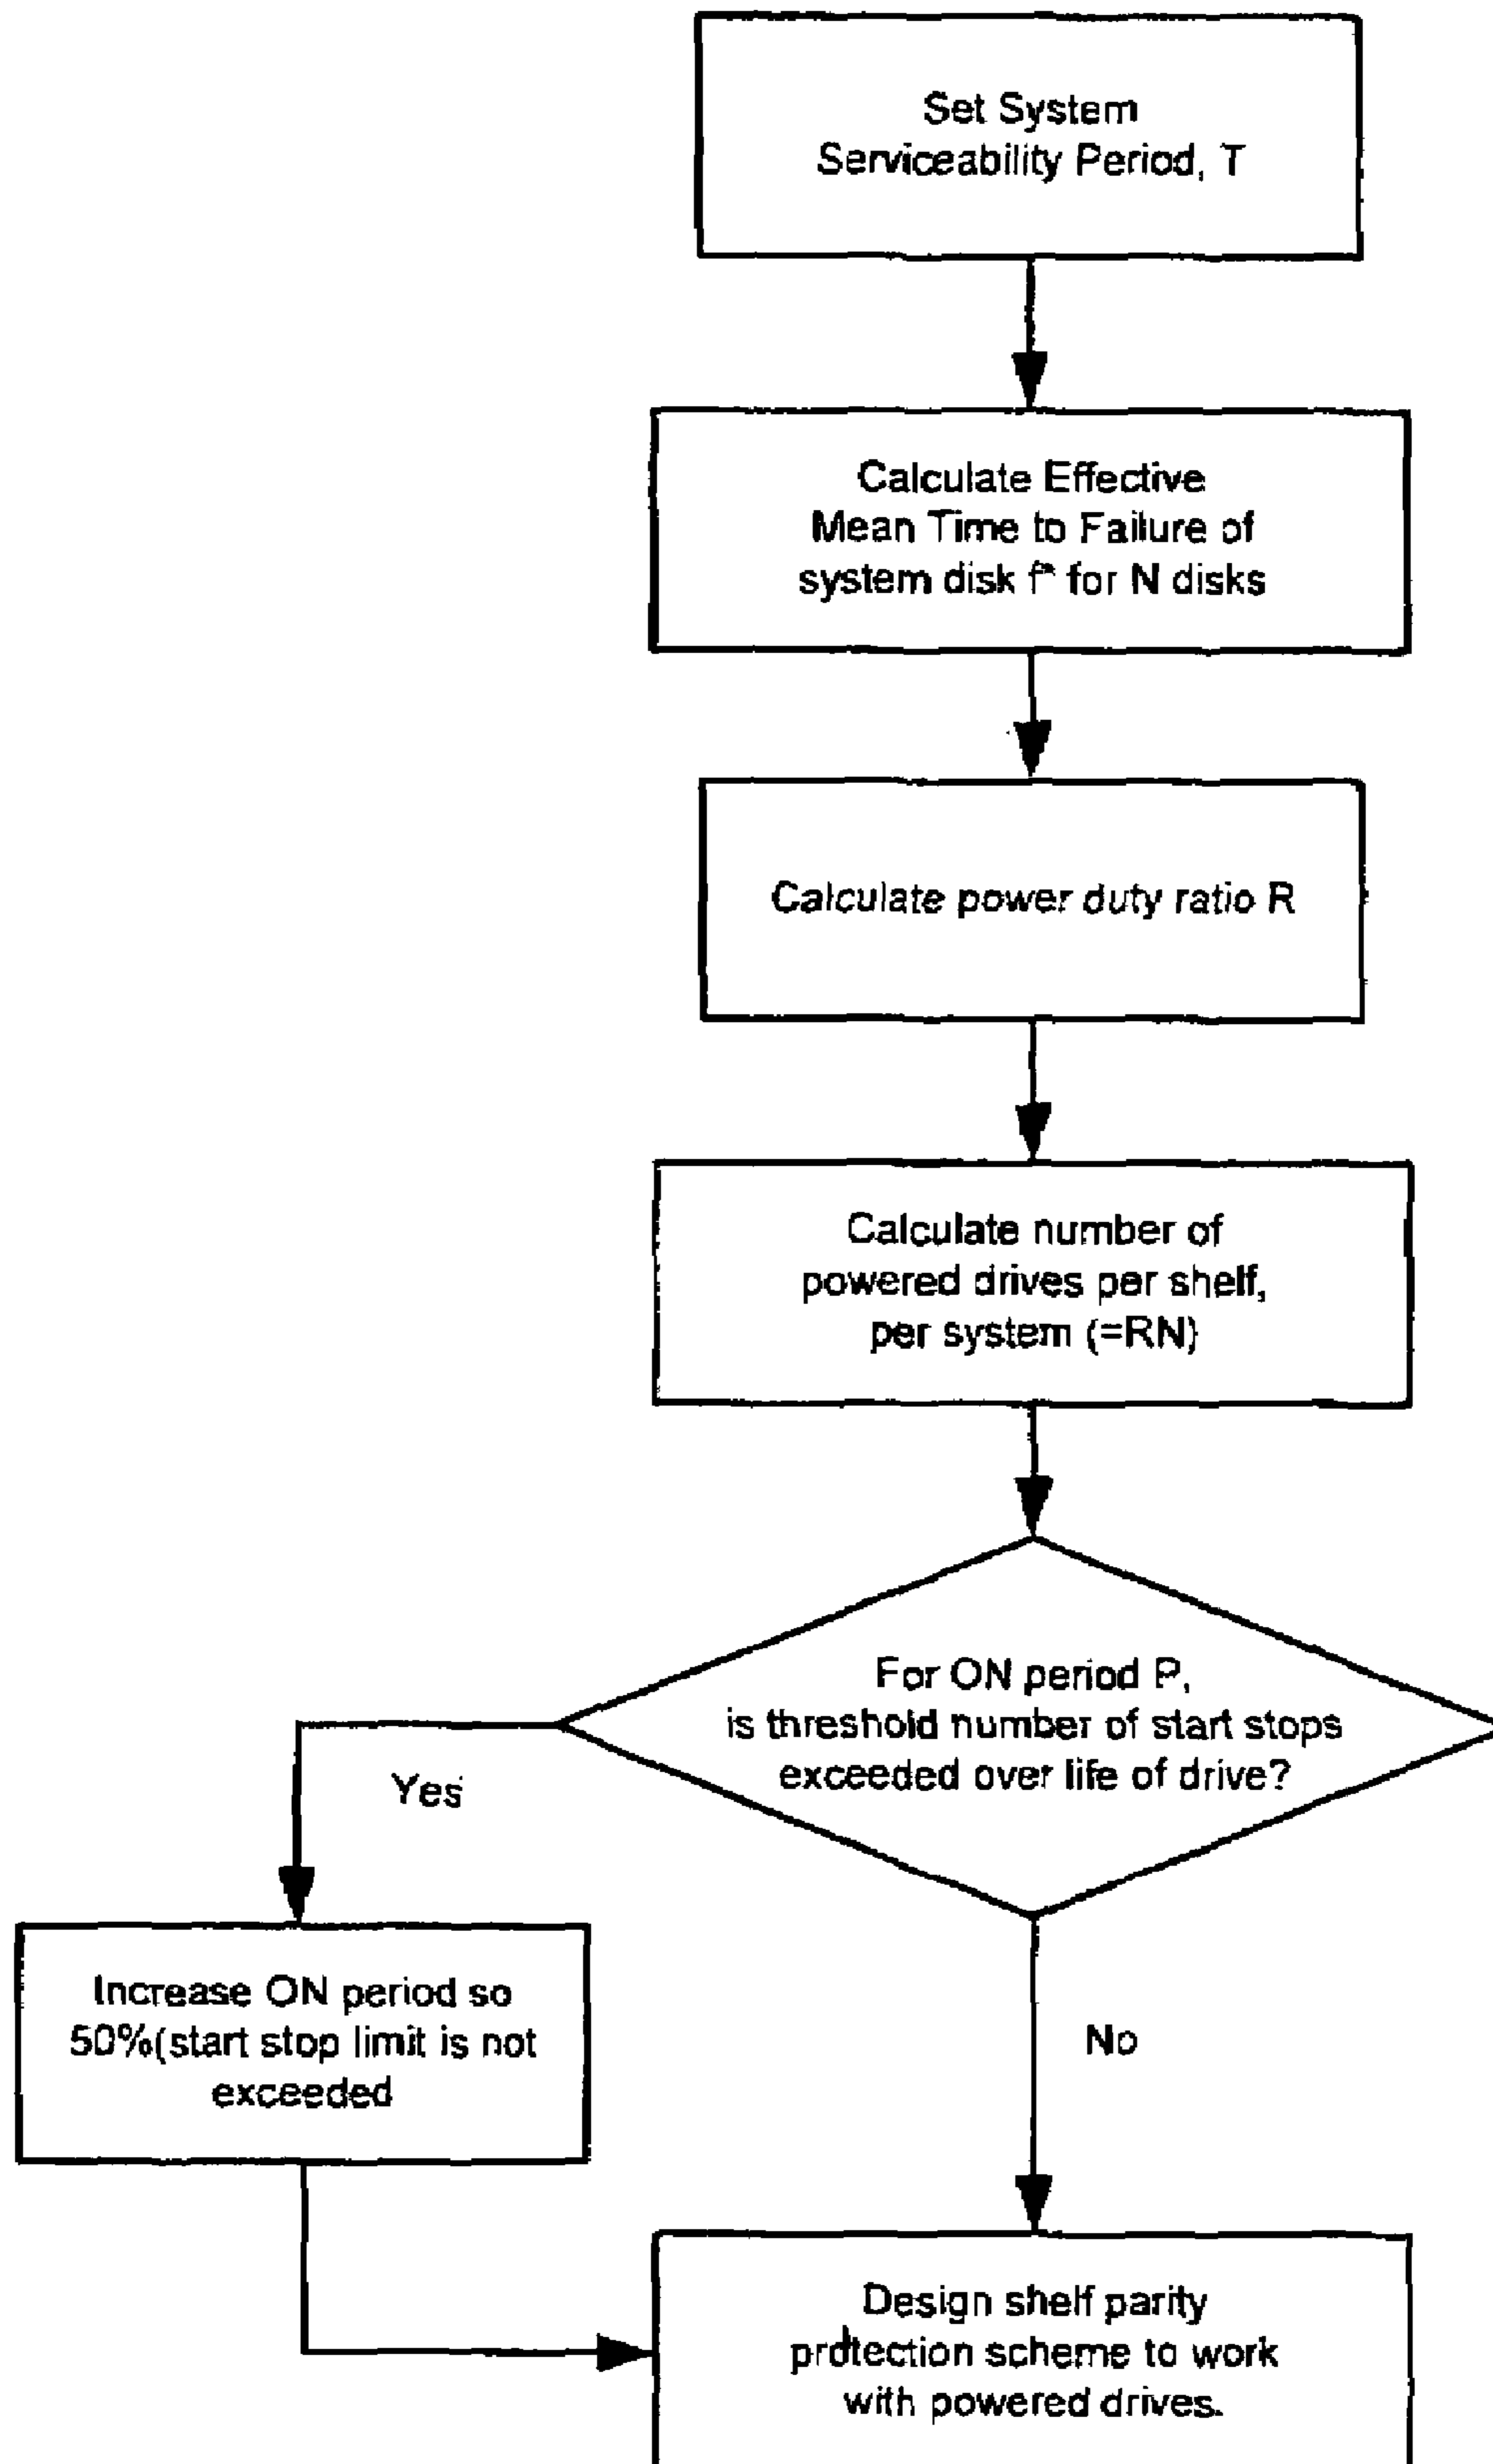 Set System
Serviceability Period, T
Calculate Effective
Mean Time to Failure of
system disk f* for N disks
Calculate power duty ratio R
Calculate number of
powered drives per shelf,
per system (=RN)
For ON period P,
is threshold number of start stops
exceeded over life of drive?
Yes
Increase ON period so
50%(start stop limit is not
exceeded
No
Design shelf parity
protection scheme to work
with powered drives.